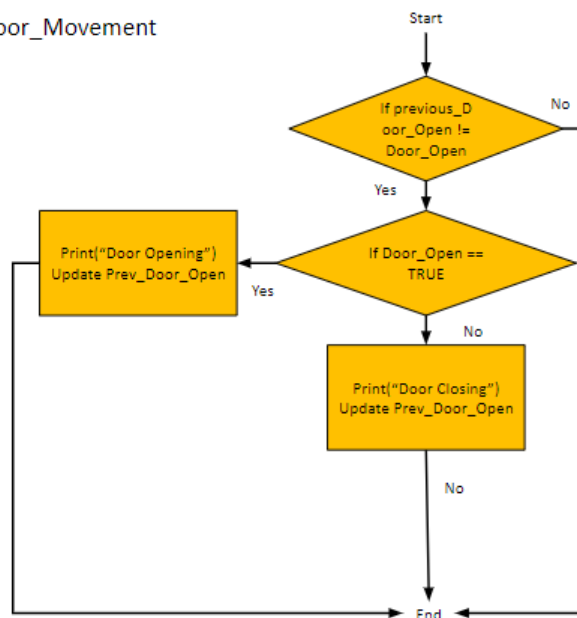 oor_Movement
Start
If previous_D
oor_Open !=
Door_Open
No
Yes
If Door_Open ==
TRUE
Print("Door Opening")
Update Prev_Door_Open
Yes
No
Print("Door Closing")
Update Prev_Door_Open
No
End